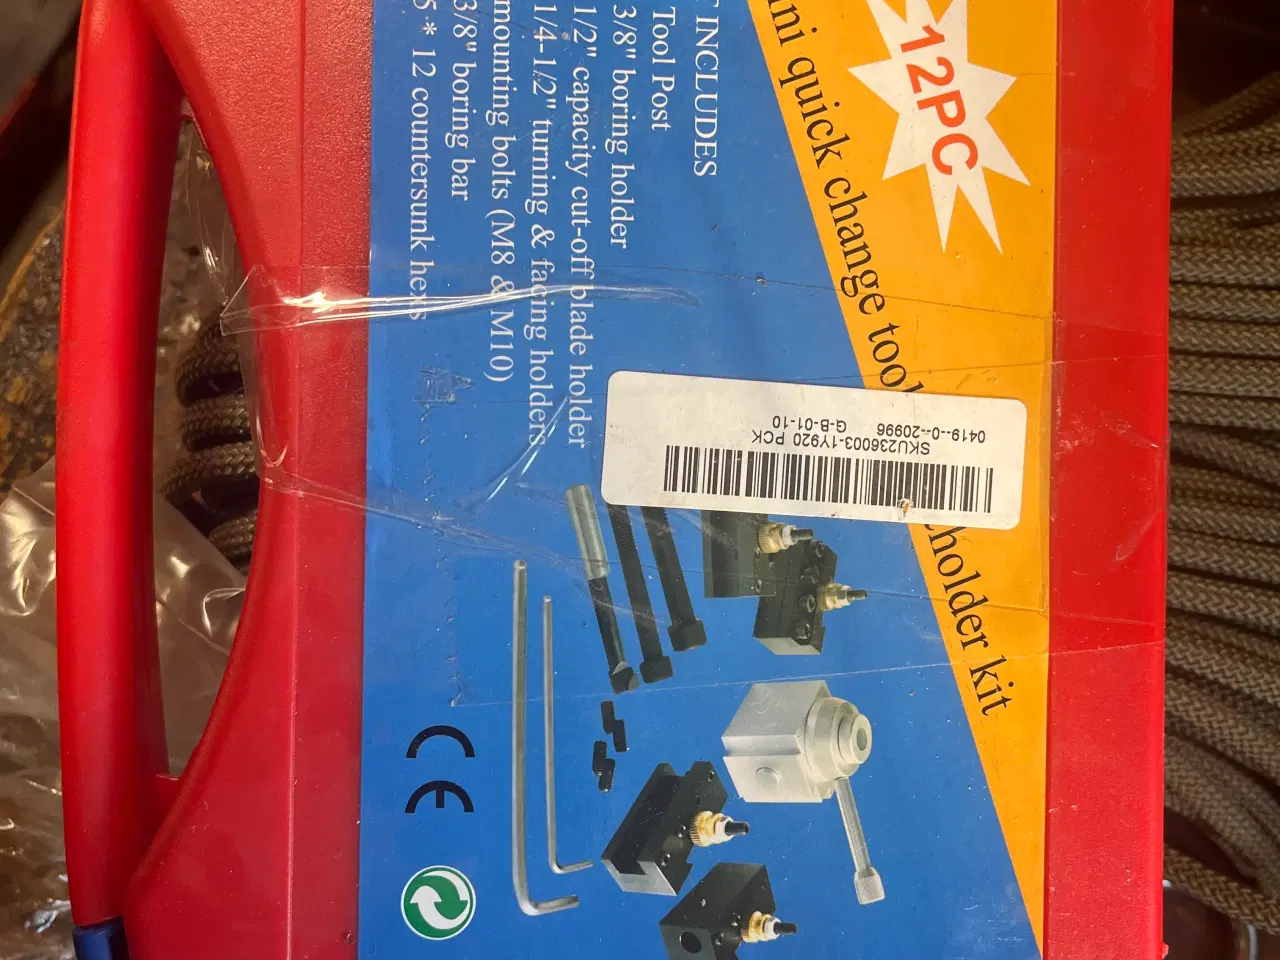 12PC
ni quick change tool holder kit
INCLUDES
Tool Post
3/8" boring holder
1/2" capacity cut-off blade holder
1/4-1/2" turning & facing holders
mounting bolts (M8 & M10)
3/8" boring bar
5 * 12 countersunk hexs
0419--0--20996
G-B-01-10
SKU236003-1Y920 PCK
CE